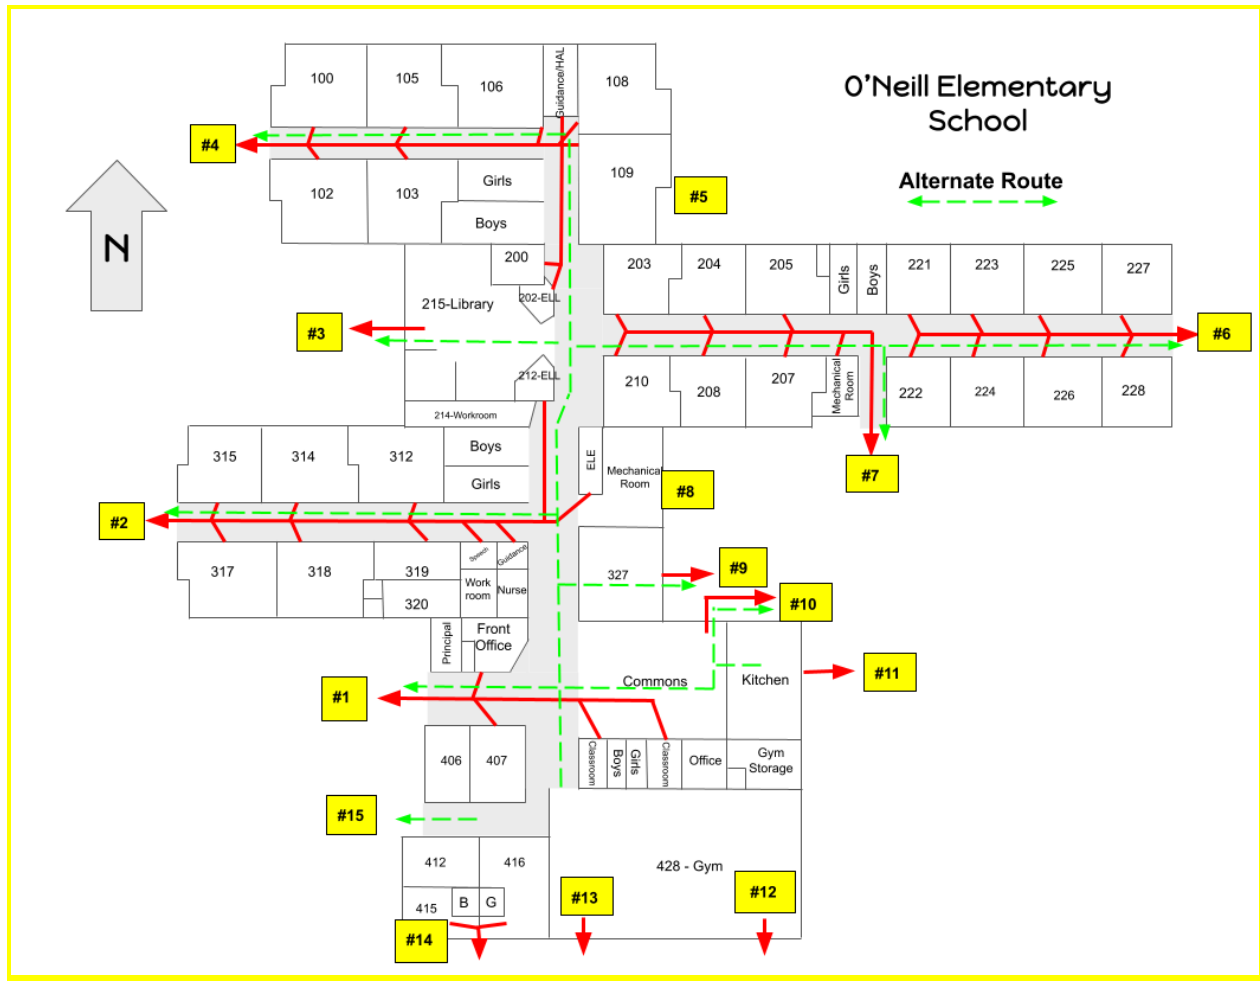 O'Neill Elementary
School
Alternate Route
N
100
105
106
Guidance/HAL
108
#4
102
103
Girls
Boys
109
#5
200
202-ELL
215-Library
#3
203
204
205
Girls
Boys
221
223
225
227
#6
212-ELL
214-Workroom
210
208
207
Mechanical
Room
222
224
226
228
#7
315
314
312
Boys
Girls
ELE
Mechanical
Room
#8
#2
317
318
319
320
Speech
Guidance
Work
room
Nurse
327
#9
#10
Principal
Front
Office
Commons
Kitchen
#11
#1
406
407
Classroom
Boys
Girls
Classroom
Office
Gym
Storage
#15
412
416
415
B
G
428 - Gym
#14
#13
#12